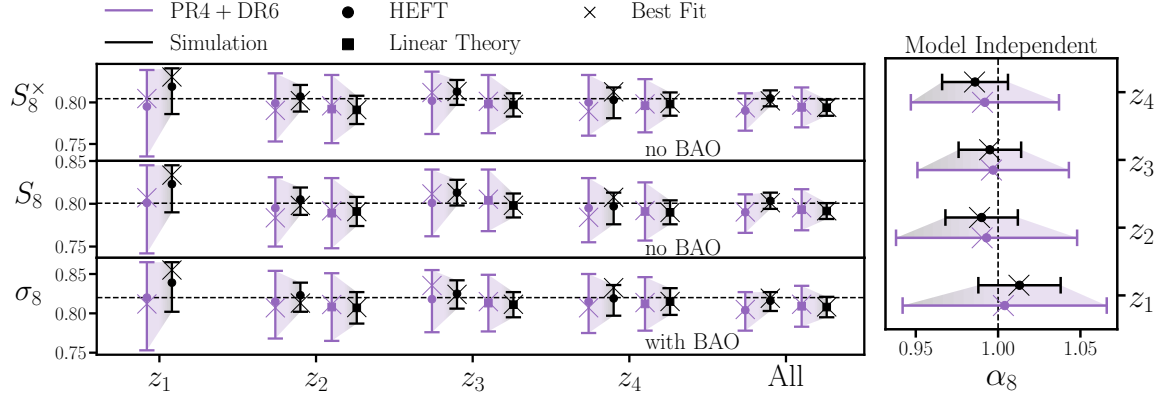 PR4 + DR6
HEFT
Best Fit
Simulation
Linear Theory
Model Independent
S₈^×
0.80
0.75
no BAO
0.85
S₈
0.80
0.75
no BAO
0.85
σ₈
0.80
0.75
with BAO
z₁
z₂
z₃
z₄
All
z₄
z₃
z₂
z₁
0.95
1.00
1.05
α₈